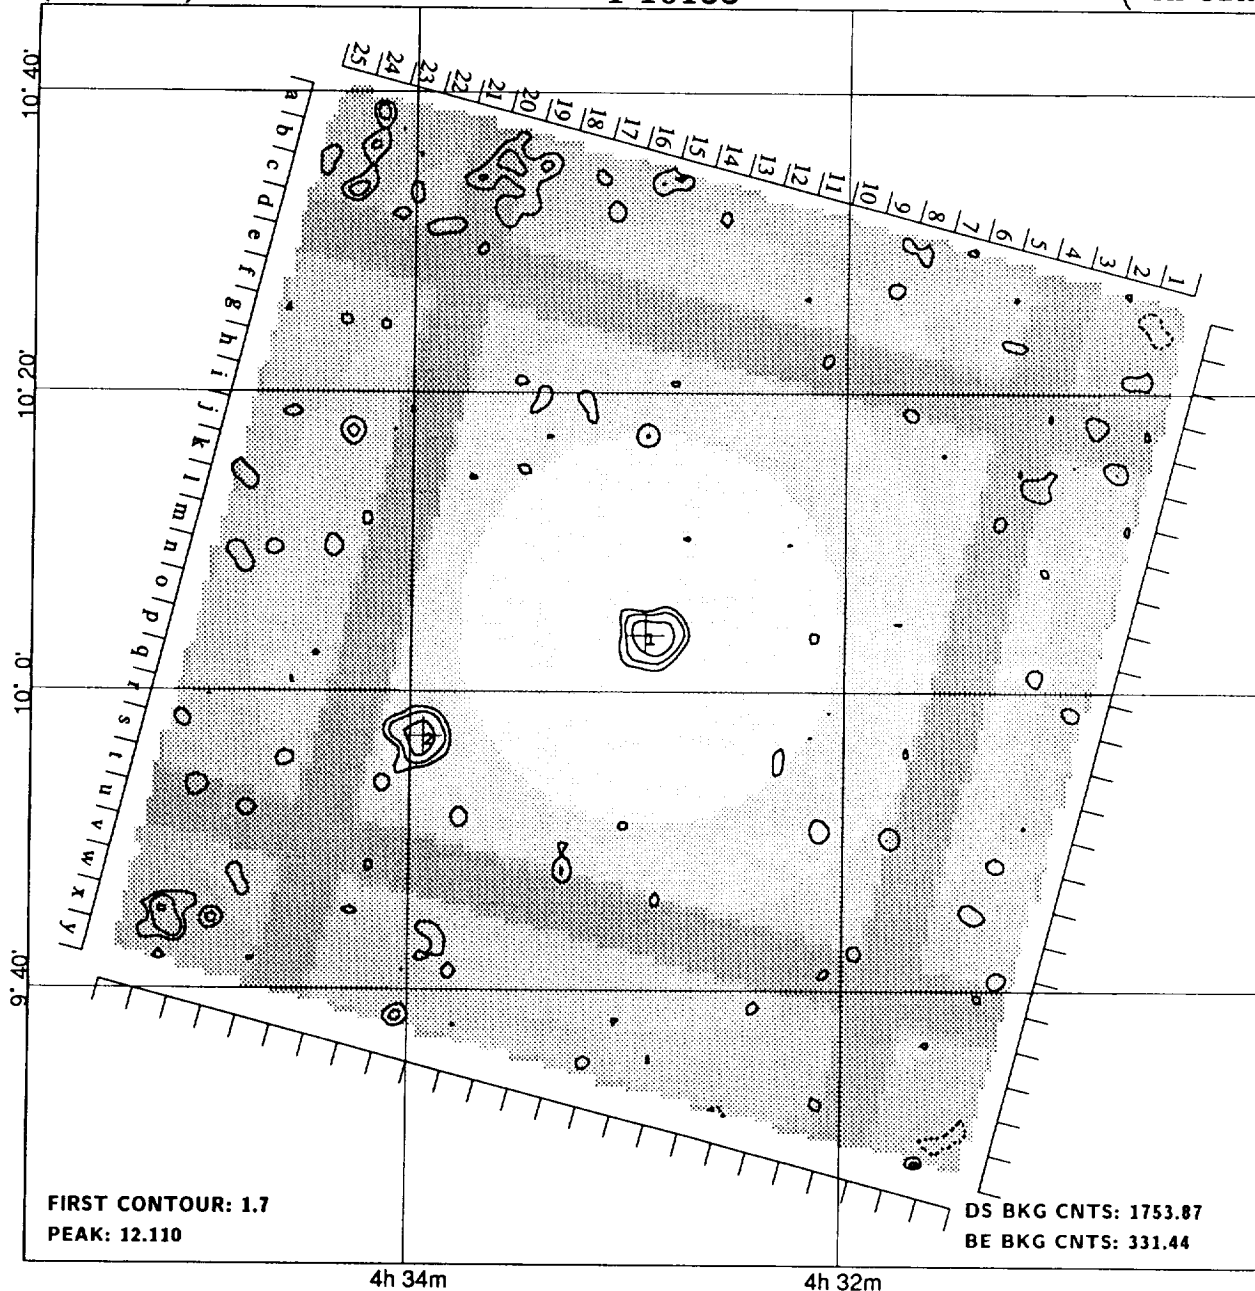 25 24 23 22 21 20 19 18 17 16 15 14 13 12 11 10 9 8 7 6 5 4 3 2 1
a b c d e f g h i j k l m n o p q r s t u v w x y
10° 40'
10° 20'
10° 0'
9° 40'
1
2
FIRST CONTOUR: 1.7
PEAK: 12.110
DS BKG CNTS: 1753.87
BE BKG CNTS: 331.44
4h 34m
4h 32m